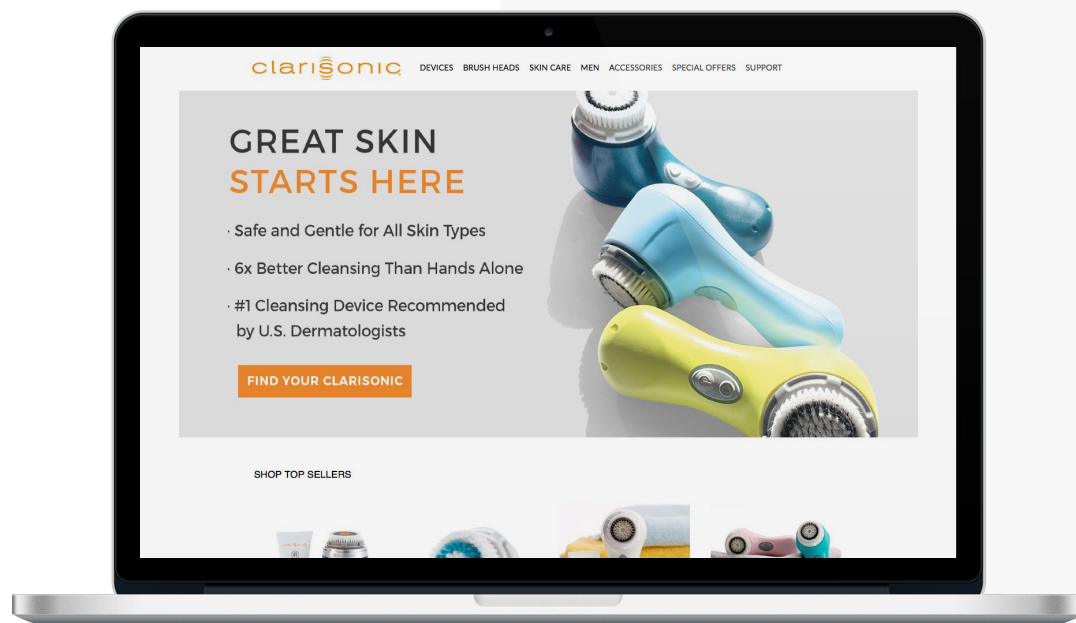 clarisonic
DEVICES BRUSH HEADS SKIN CARE MEN ACCESSORIES SPECIAL OFFERS SUPPORT
GREAT SKIN
STARTS HERE
· Safe and Gentle for All Skin Types
· 6x Better Cleansing Than Hands Alone
· #1 Cleansing Device Recommended
by U.S. Dermatologists
FIND YOUR CLARISONIC
SHOP TOP SELLERS